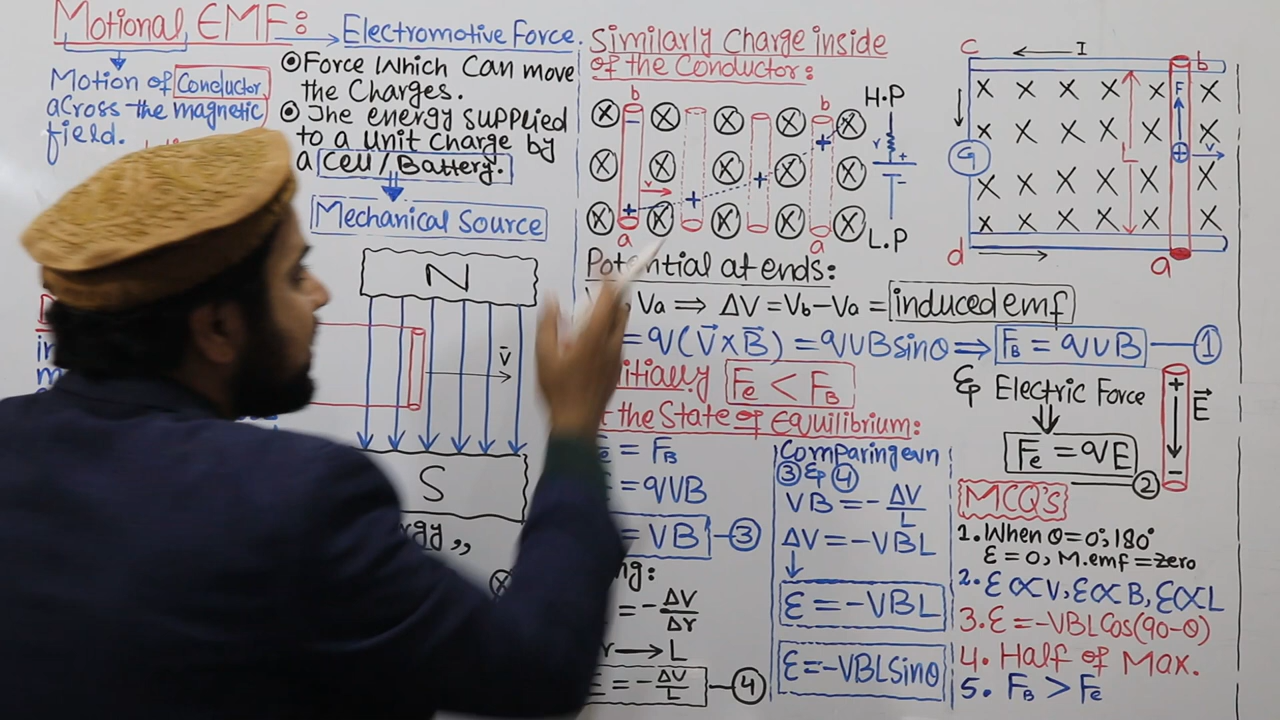 Motional EMF: → Electromotive Force.
Motion of Conductor
across the magnetic
field.
⊙ Force Which Can move
the Charges.
⊙ The energy supplied
to a unit charge by
a Cell/Battery.
Mechanical Source
N
v̄
S
rgy,,
Similarly Charge inside
of the Conductor:
b
b
H.P
v
+
-
v
a
a
L.P
Potential at ends:
Va ⇒ ΔV = Vb-Va = induced emf
= q(V⃗×B⃗) = qVBsinθ ⇒ FB = qVB — ①
itially Fe < FB
t the State of Equilibrium:
= FB
= qVB
= VB — ③
ng:
= -ΔV/Δr
r → L
= -ΔV/L — ④
Comparing eqn
③ & ④
VB = -ΔV/L
ΔV = -VBL
ε = -VBL
ε = -VBLSinθ
c
I
b
F
G
L
v
d
a
& Electric Force
Fe = qE
②
+
E⃗
-
MCQ's
1. When θ=0°, 180°
ε=0, M.emf=zero
2. ε∝V, ε∝B, ε∝L
3. ε=-VBLCos(90-θ)
4. Half of Max.
5. FB > Fe